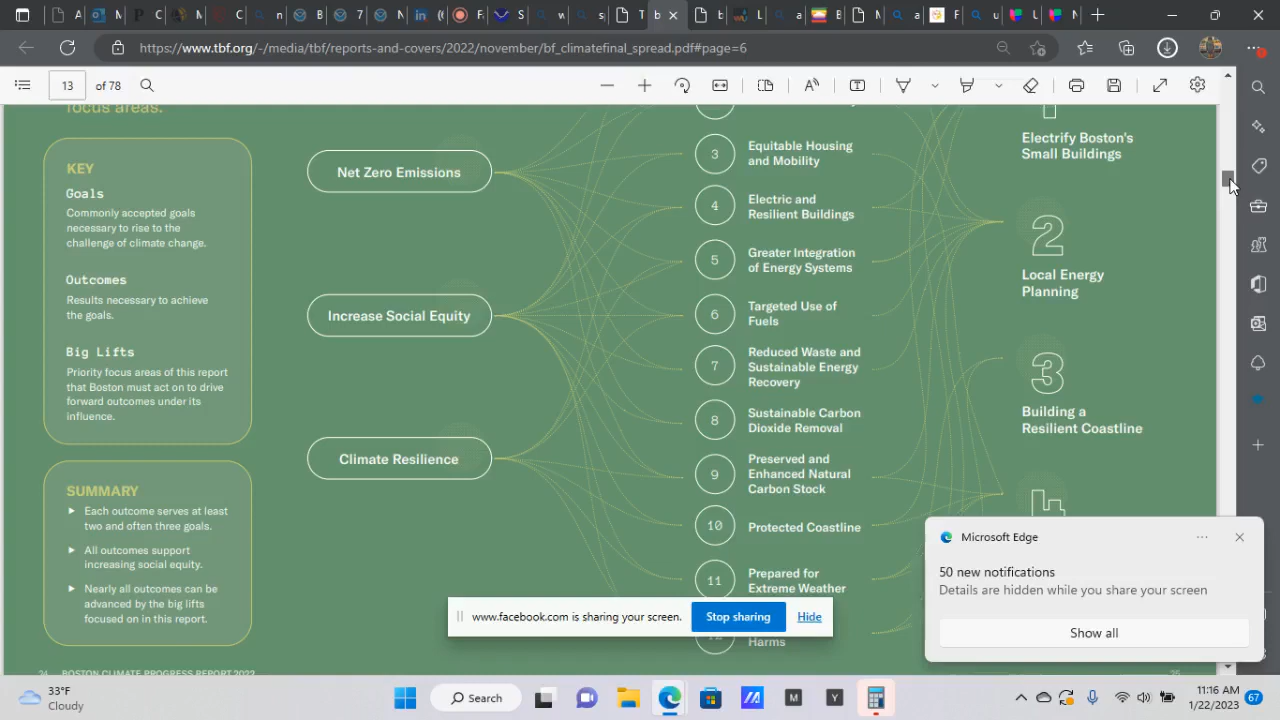 https://www.tbf.org/-/media/tbf/reports-and-covers/2022/november/bf_climatefinal_spread.pdf#page=6
13 of 78
focus areas.
KEY
Goals
Commonly accepted goals
necessary to rise to the
challenge of climate change.
Outcomes
Results necessary to achieve
the goals.
Big Lifts
Priority focus areas of this report
that Boston must act on to drive
forward outcomes under its
influence.
SUMMARY
Each outcome serves at least
two and often three goals.
All outcomes support
increasing social equity.
Nearly all outcomes can be
advanced by the big lifts
focused on in this report.
24 BOSTON CLIMATE PROGRESS REPORT 2022
Net Zero Emissions
Increase Social Equity
Climate Resilience
3 Equitable Housing
and Mobility
4 Electric and
Resilient Buildings
5 Greater Integration
of Energy Systems
6 Targeted Use of
Fuels
7 Reduced Waste and
Sustainable Energy
Recovery
8 Sustainable Carbon
Dioxide Removal
9 Preserved and
Enhanced Natural
Carbon Stock
10 Protected Coastline
11 Prepared for
Extreme Weather
12
Harms
1
Electrify Boston's
Small Buildings
2
Local Energy
Planning
3
Building a
Resilient Coastline
4
25
www.facebook.com is sharing your screen. Stop sharing Hide
Microsoft Edge
50 new notifications
Details are hidden while you share your screen
Show all
33°F
Cloudy
Search
M
Y
11:16 AM
1/22/2023
67